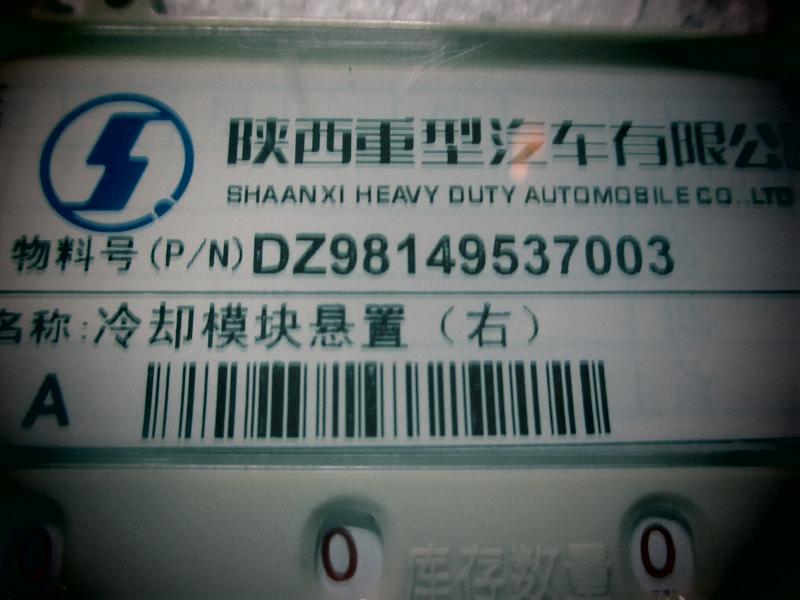 陕西重型汽车有限公
SHAANXI HEAVY DUTY AUTOMOBILE CO.,LTD
物料号(P/N)DZ98149537003
名称:冷却模块悬置（右）
A
0 0 库存数量 0